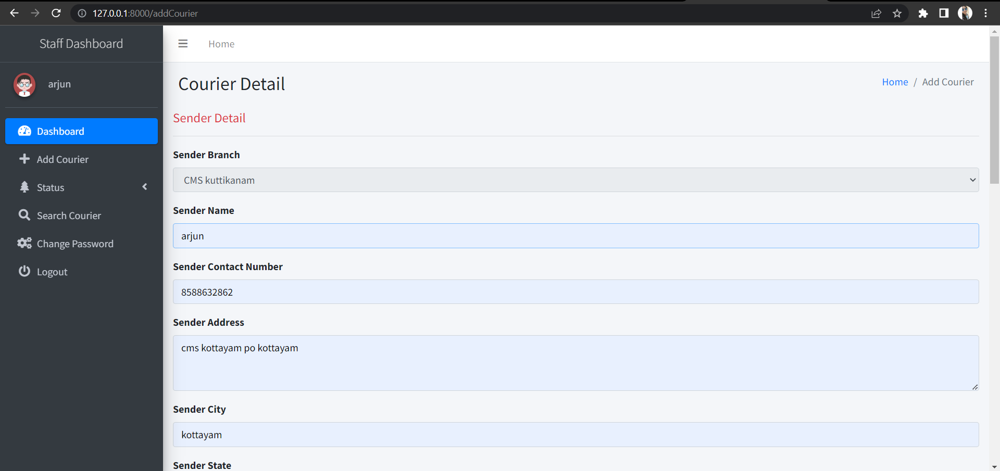 127.0.0.1:8000/addCourier
Staff Dashboard
Home
arjun
Courier Detail
Home / Add Courier
Sender Detail
Dashboard
Add Courier
Status
Search Courier
Change Password
Logout
Sender Branch
CMS kuttikanam
Sender Name
arjun
Sender Contact Number
8588632862
Sender Address
cms kottayam po kottayam
Sender City
kottayam
Sender State